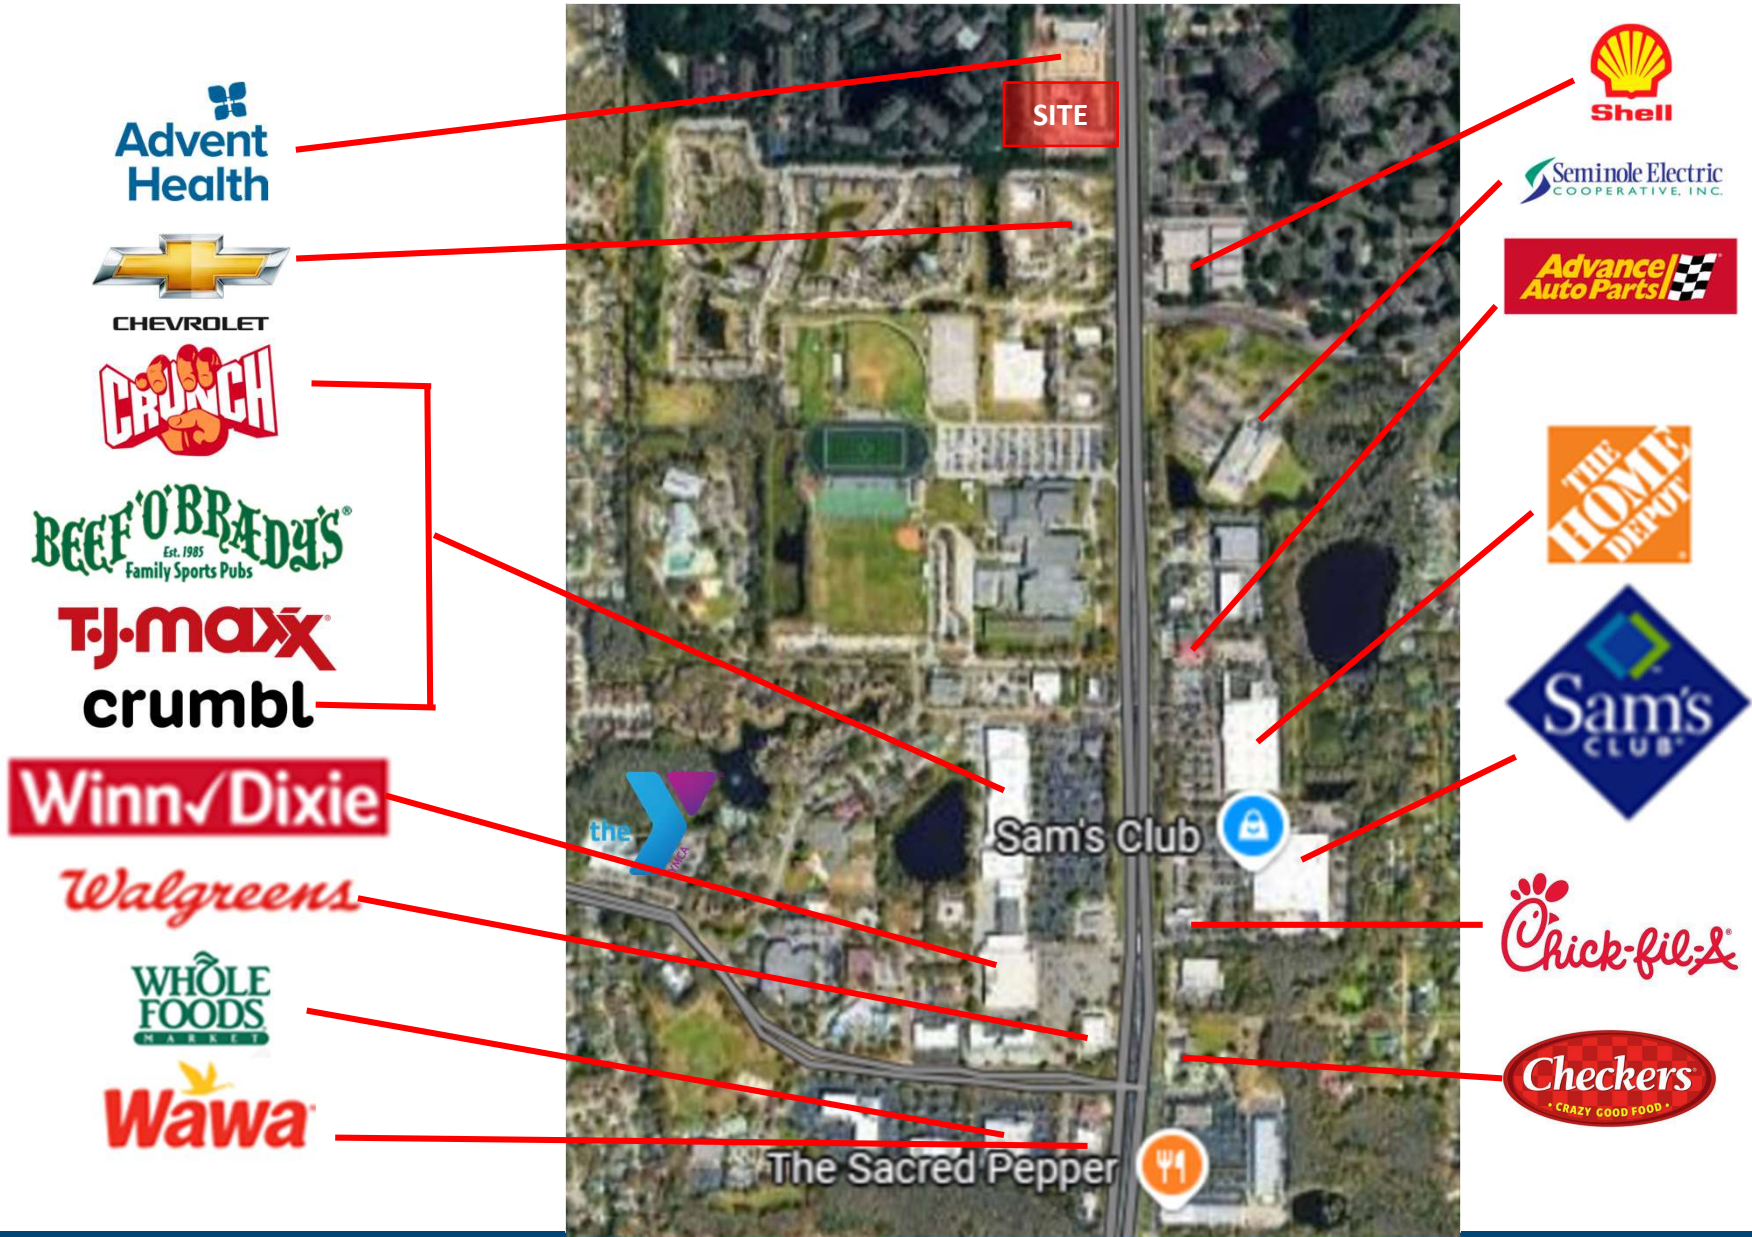 Advent
Health
CHEVROLET
CRUNCH
BEEF 'O' BRADY'S®
Est. 1985
Family Sports Pubs
T·J·maxx®
crumbl
Winn✓Dixie
Walgreens
WHOLE
FOODS
MARKET
Wawa
SITE
the
YMCA
Sam's Club
The Sacred Pepper
Shell
Seminole Electric
COOPERATIVE, INC.
Advance
Auto Parts
THE
HOME
DEPOT
Sam's
CLUB
Chick-fil-A®
Checkers®
• CRAZY GOOD FOOD •